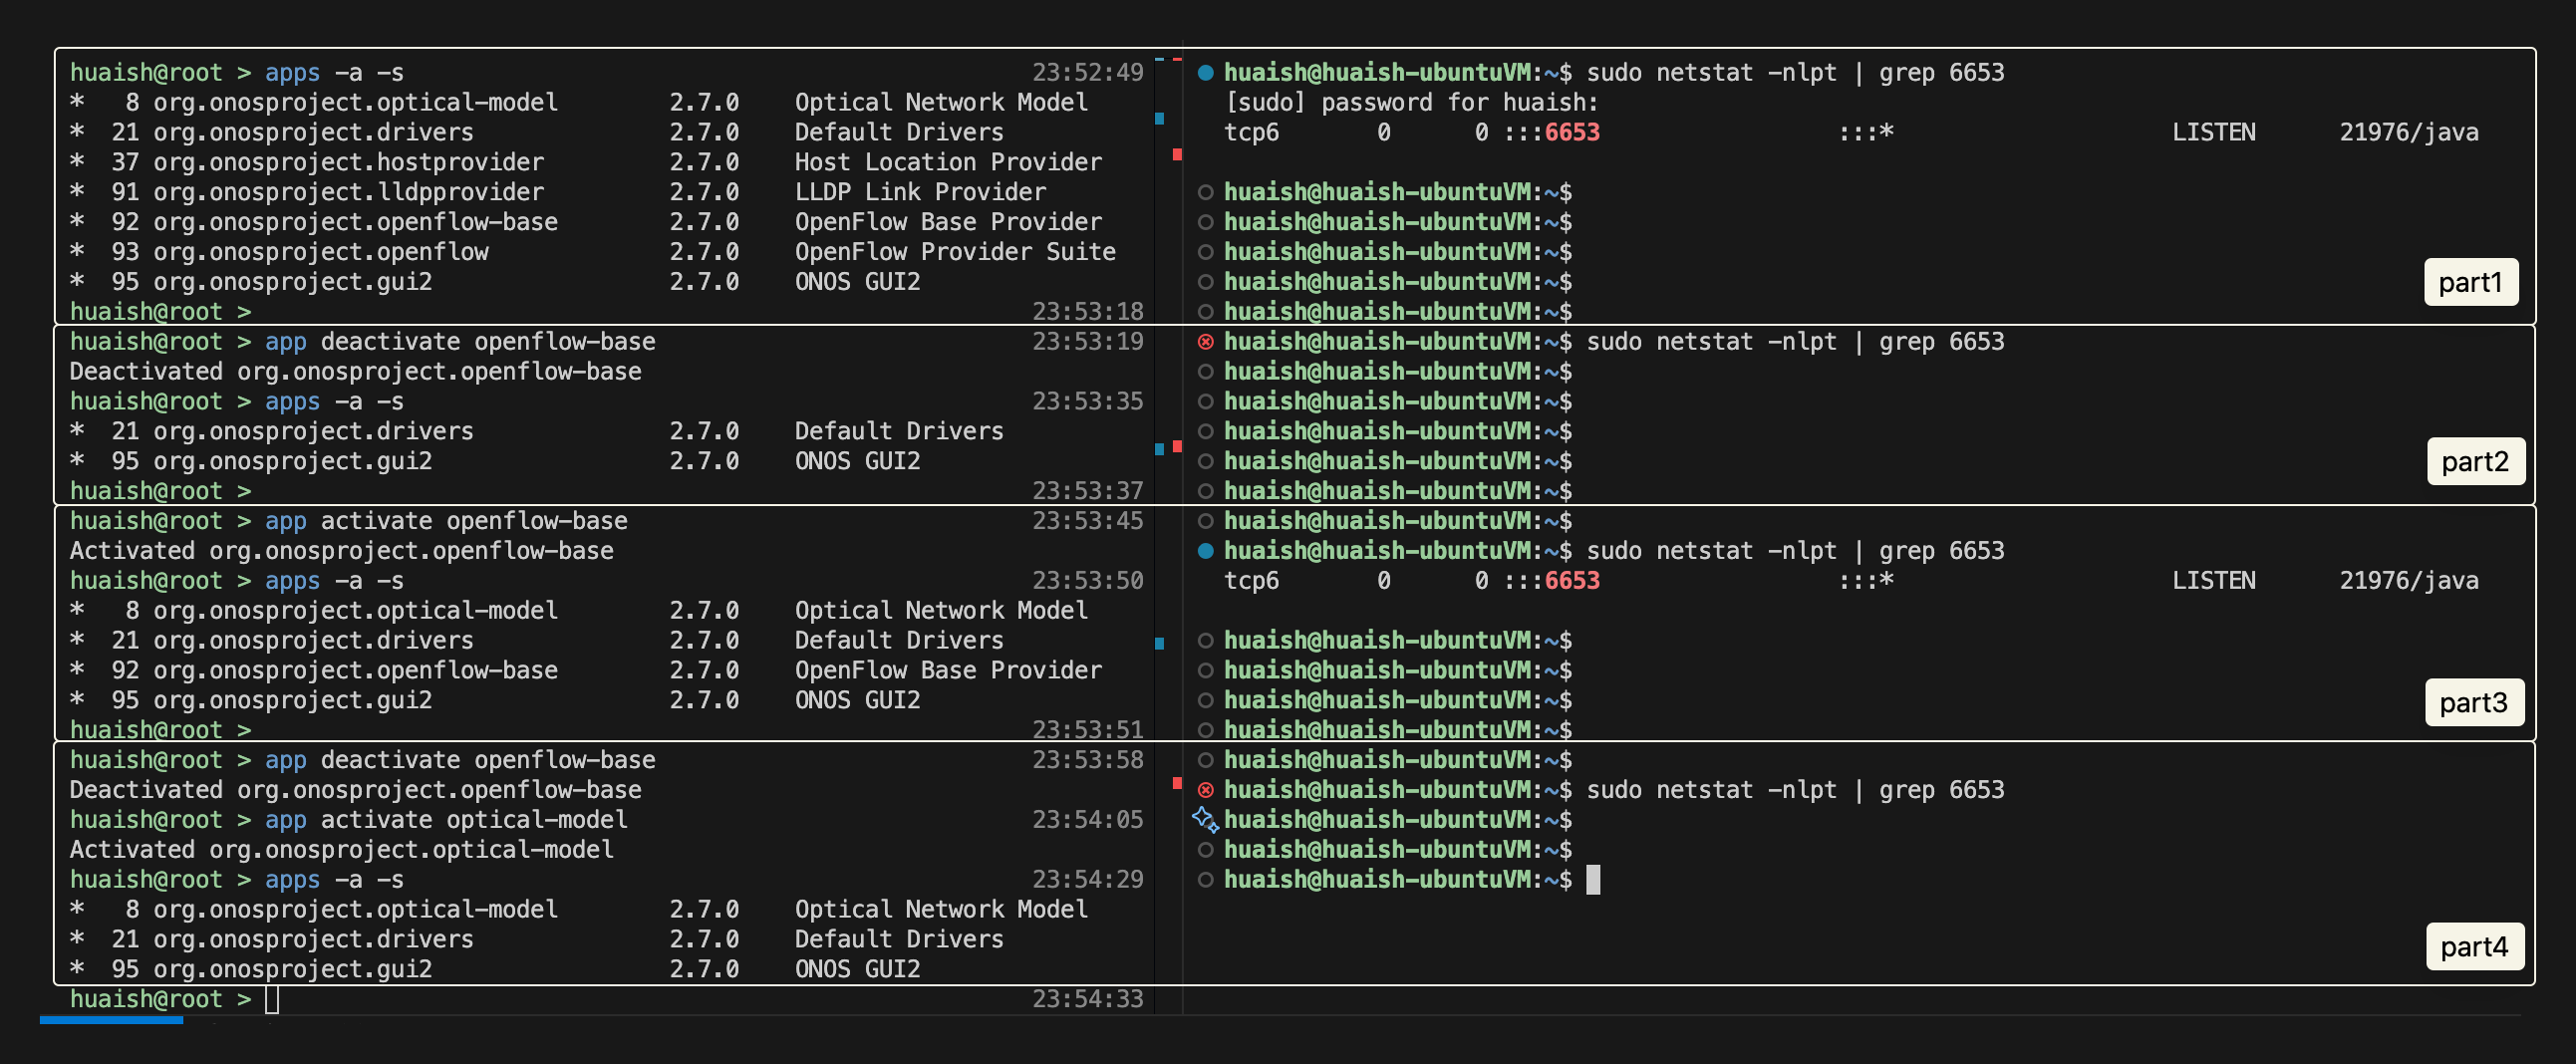 huaish@root > apps -a -s 23:52:49
* 8 org.onosproject.optical-model 2.7.0 Optical Network Model
* 21 org.onosproject.drivers 2.7.0 Default Drivers
* 37 org.onosproject.hostprovider 2.7.0 Host Location Provider
* 91 org.onosproject.lldpprovider 2.7.0 LLDP Link Provider
* 92 org.onosproject.openflow-base 2.7.0 OpenFlow Base Provider
* 93 org.onosproject.openflow 2.7.0 OpenFlow Provider Suite
* 95 org.onosproject.gui2 2.7.0 ONOS GUI2
huaish@root > 23:53:18
huaish@huaish-ubuntuVM:~$ sudo netstat -nlpt | grep 6653
[sudo] password for huaish:
tcp6 0 0 :::6653 :::* LISTEN 21976/java
huaish@huaish-ubuntuVM:~$
huaish@huaish-ubuntuVM:~$
huaish@huaish-ubuntuVM:~$
huaish@huaish-ubuntuVM:~$
huaish@huaish-ubuntuVM:~$
part1
huaish@root > app deactivate openflow-base 23:53:19
Deactivated org.onosproject.openflow-base
huaish@root > apps -a -s 23:53:35
* 21 org.onosproject.drivers 2.7.0 Default Drivers
* 95 org.onosproject.gui2 2.7.0 ONOS GUI2
huaish@root > 23:53:37
huaish@huaish-ubuntuVM:~$ sudo netstat -nlpt | grep 6653
huaish@huaish-ubuntuVM:~$
huaish@huaish-ubuntuVM:~$
huaish@huaish-ubuntuVM:~$
huaish@huaish-ubuntuVM:~$
huaish@huaish-ubuntuVM:~$
part2
huaish@root > app activate openflow-base 23:53:45
Activated org.onosproject.openflow-base
huaish@root > apps -a -s 23:53:50
* 8 org.onosproject.optical-model 2.7.0 Optical Network Model
* 21 org.onosproject.drivers 2.7.0 Default Drivers
* 92 org.onosproject.openflow-base 2.7.0 OpenFlow Base Provider
* 95 org.onosproject.gui2 2.7.0 ONOS GUI2
huaish@root > 23:53:51
huaish@huaish-ubuntuVM:~$
huaish@huaish-ubuntuVM:~$ sudo netstat -nlpt | grep 6653
tcp6 0 0 :::6653 :::* LISTEN 21976/java
huaish@huaish-ubuntuVM:~$
huaish@huaish-ubuntuVM:~$
huaish@huaish-ubuntuVM:~$
huaish@huaish-ubuntuVM:~$
part3
huaish@root > app deactivate openflow-base 23:53:58
Deactivated org.onosproject.openflow-base
huaish@root > app activate optical-model 23:54:05
Activated org.onosproject.optical-model
huaish@root > apps -a -s 23:54:29
* 8 org.onosproject.optical-model 2.7.0 Optical Network Model
* 21 org.onosproject.drivers 2.7.0 Default Drivers
* 95 org.onosproject.gui2 2.7.0 ONOS GUI2
huaish@huaish-ubuntuVM:~$
huaish@huaish-ubuntuVM:~$ sudo netstat -nlpt | grep 6653
huaish@huaish-ubuntuVM:~$
huaish@huaish-ubuntuVM:~$
huaish@huaish-ubuntuVM:~$
part4
huaish@root > 23:54:33